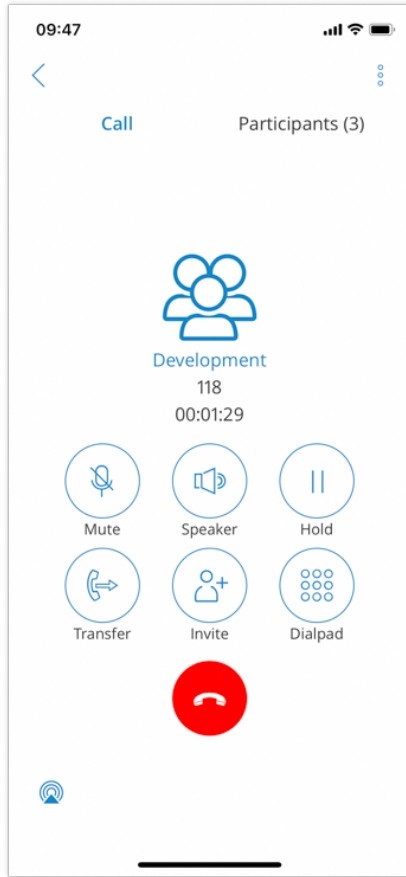 09:47
Call Participants (3)
Development
118
00:01:29
Mute Speaker Hold
Transfer Invite Dialpad